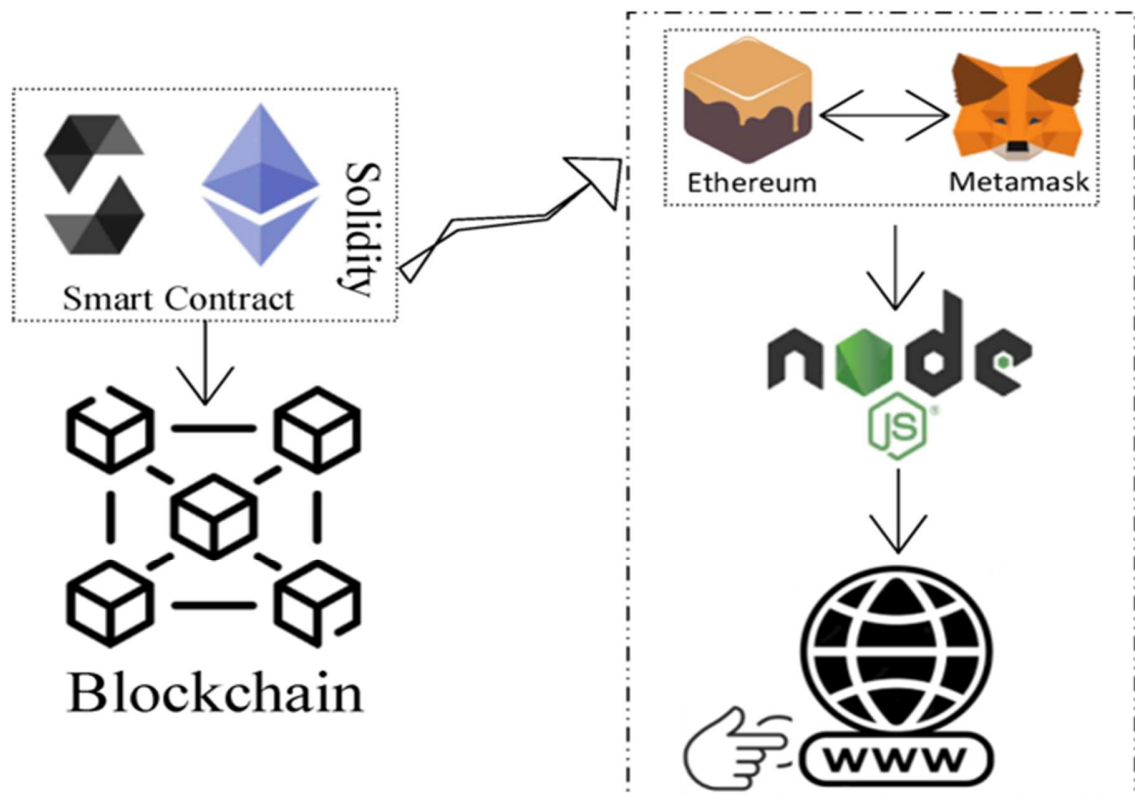 Solidity
Smart Contract
Blockchain
Ethereum
Metamask
node
JS
®
www